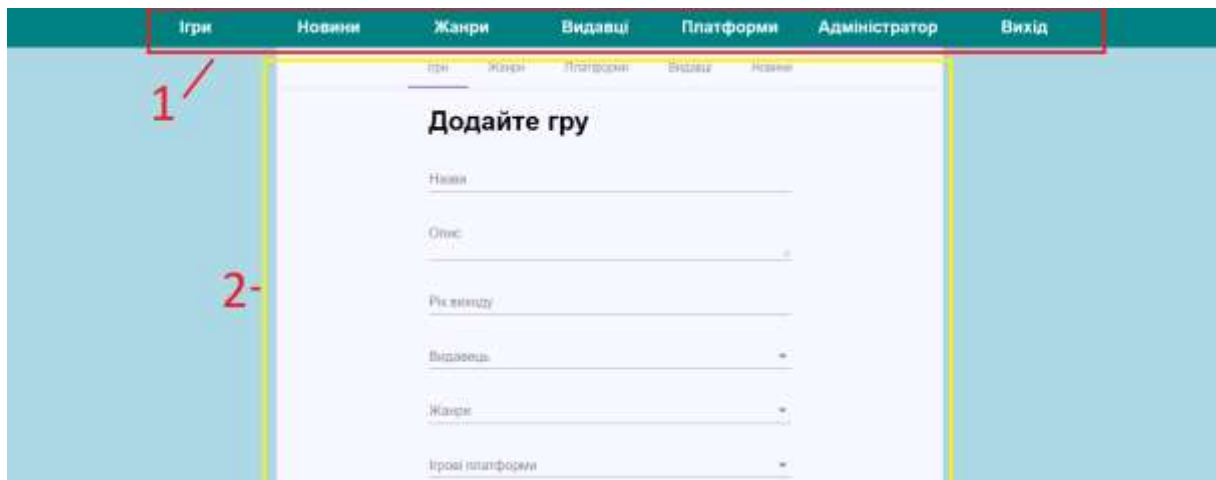 Ігри Новини Жанри Видавці Платформи Адміністратор Вихід
Ігри Жанри Платформи Видавці Новини
1
Додайте гру
Назва
Опис
2-
Рік виходу
Видавець
Жанри
Ігрові платформи